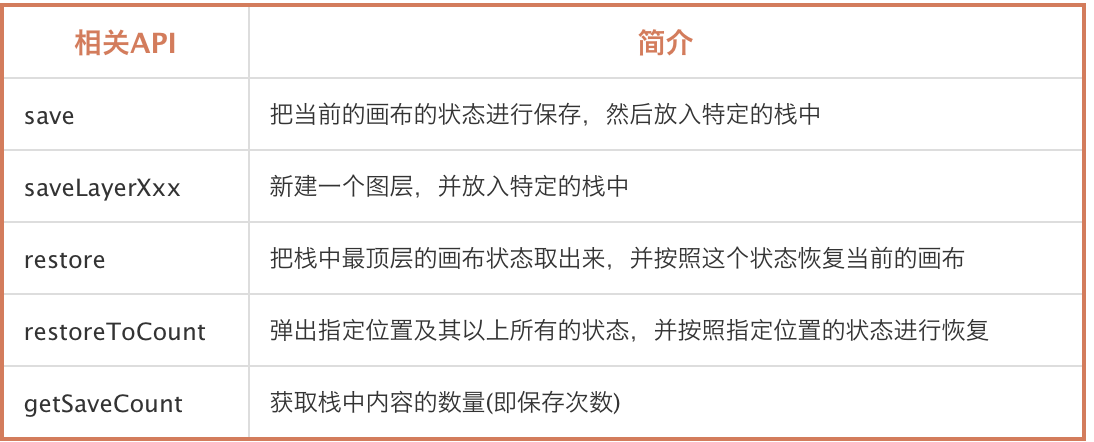 相关API 简介
save 把当前的画布的状态进行保存，然后放入特定的栈中
saveLayerXxx 新建一个图层，并放入特定的栈中
restore 把栈中最顶层的画布状态取出来，并按照这个状态恢复当前的画布
restoreToCount 弹出指定位置及其以上所有的状态，并按照指定位置的状态进行恢复
getSaveCount 获取栈中内容的数量(即保存次数)